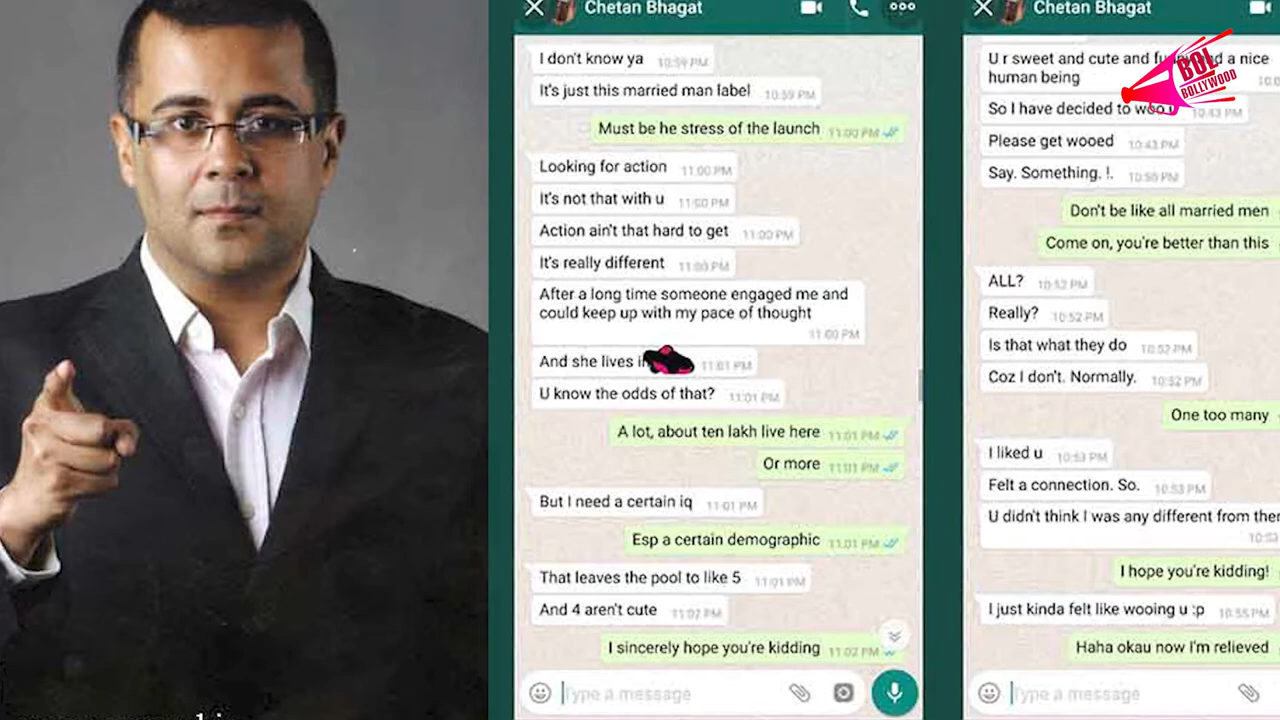 Chetan Bhagat
I don't know ya 10:59 PM
It's just this married man label 10:59 PM
Must be he stress of the launch 11:00 PM
Looking for action 11:00 PM
It's not that with u 11:00 PM
Action ain't that hard to get 11:00 PM
It's really different 11:00 PM
After a long time someone engaged me and
could keep up with my pace of thought
11:00 PM
And she lives 11:01 PM
U know the odds of that? 11:01 PM
A lot, about ten lakh live here 11:01 PM
Or more 11:01 PM
But I need a certain iq 11:01 PM
Esp a certain demographic 11:01 PM
That leaves the pool to like 5 11:01 PM
And 4 aren't cute 11:02 PM
I sincerely hope you're kidding 11:02 PM
Type a message
Chetan Bhagat
U r sweet and cute and a nice
human being
So I have decided to woo 10:43 PM
Please get wooed 10:43 PM
Say. Something. !. 10:50 PM
Don't be like all married men
Come on, you're better than this
ALL? 10:52 PM
Really? 10:52 PM
Is that what they do 10:52 PM
Coz I don't. Normally. 10:52 PM
One too many
I liked u 10:53 PM
Felt a connection. So. 10:53 PM
U didn't think I was any different from
10:53
I hope you're kidding!
I just kinda felt like wooing u :p 10:55 PM
Haha okau now I'm relieved
Type a message
BOL
BOLLYWOOD